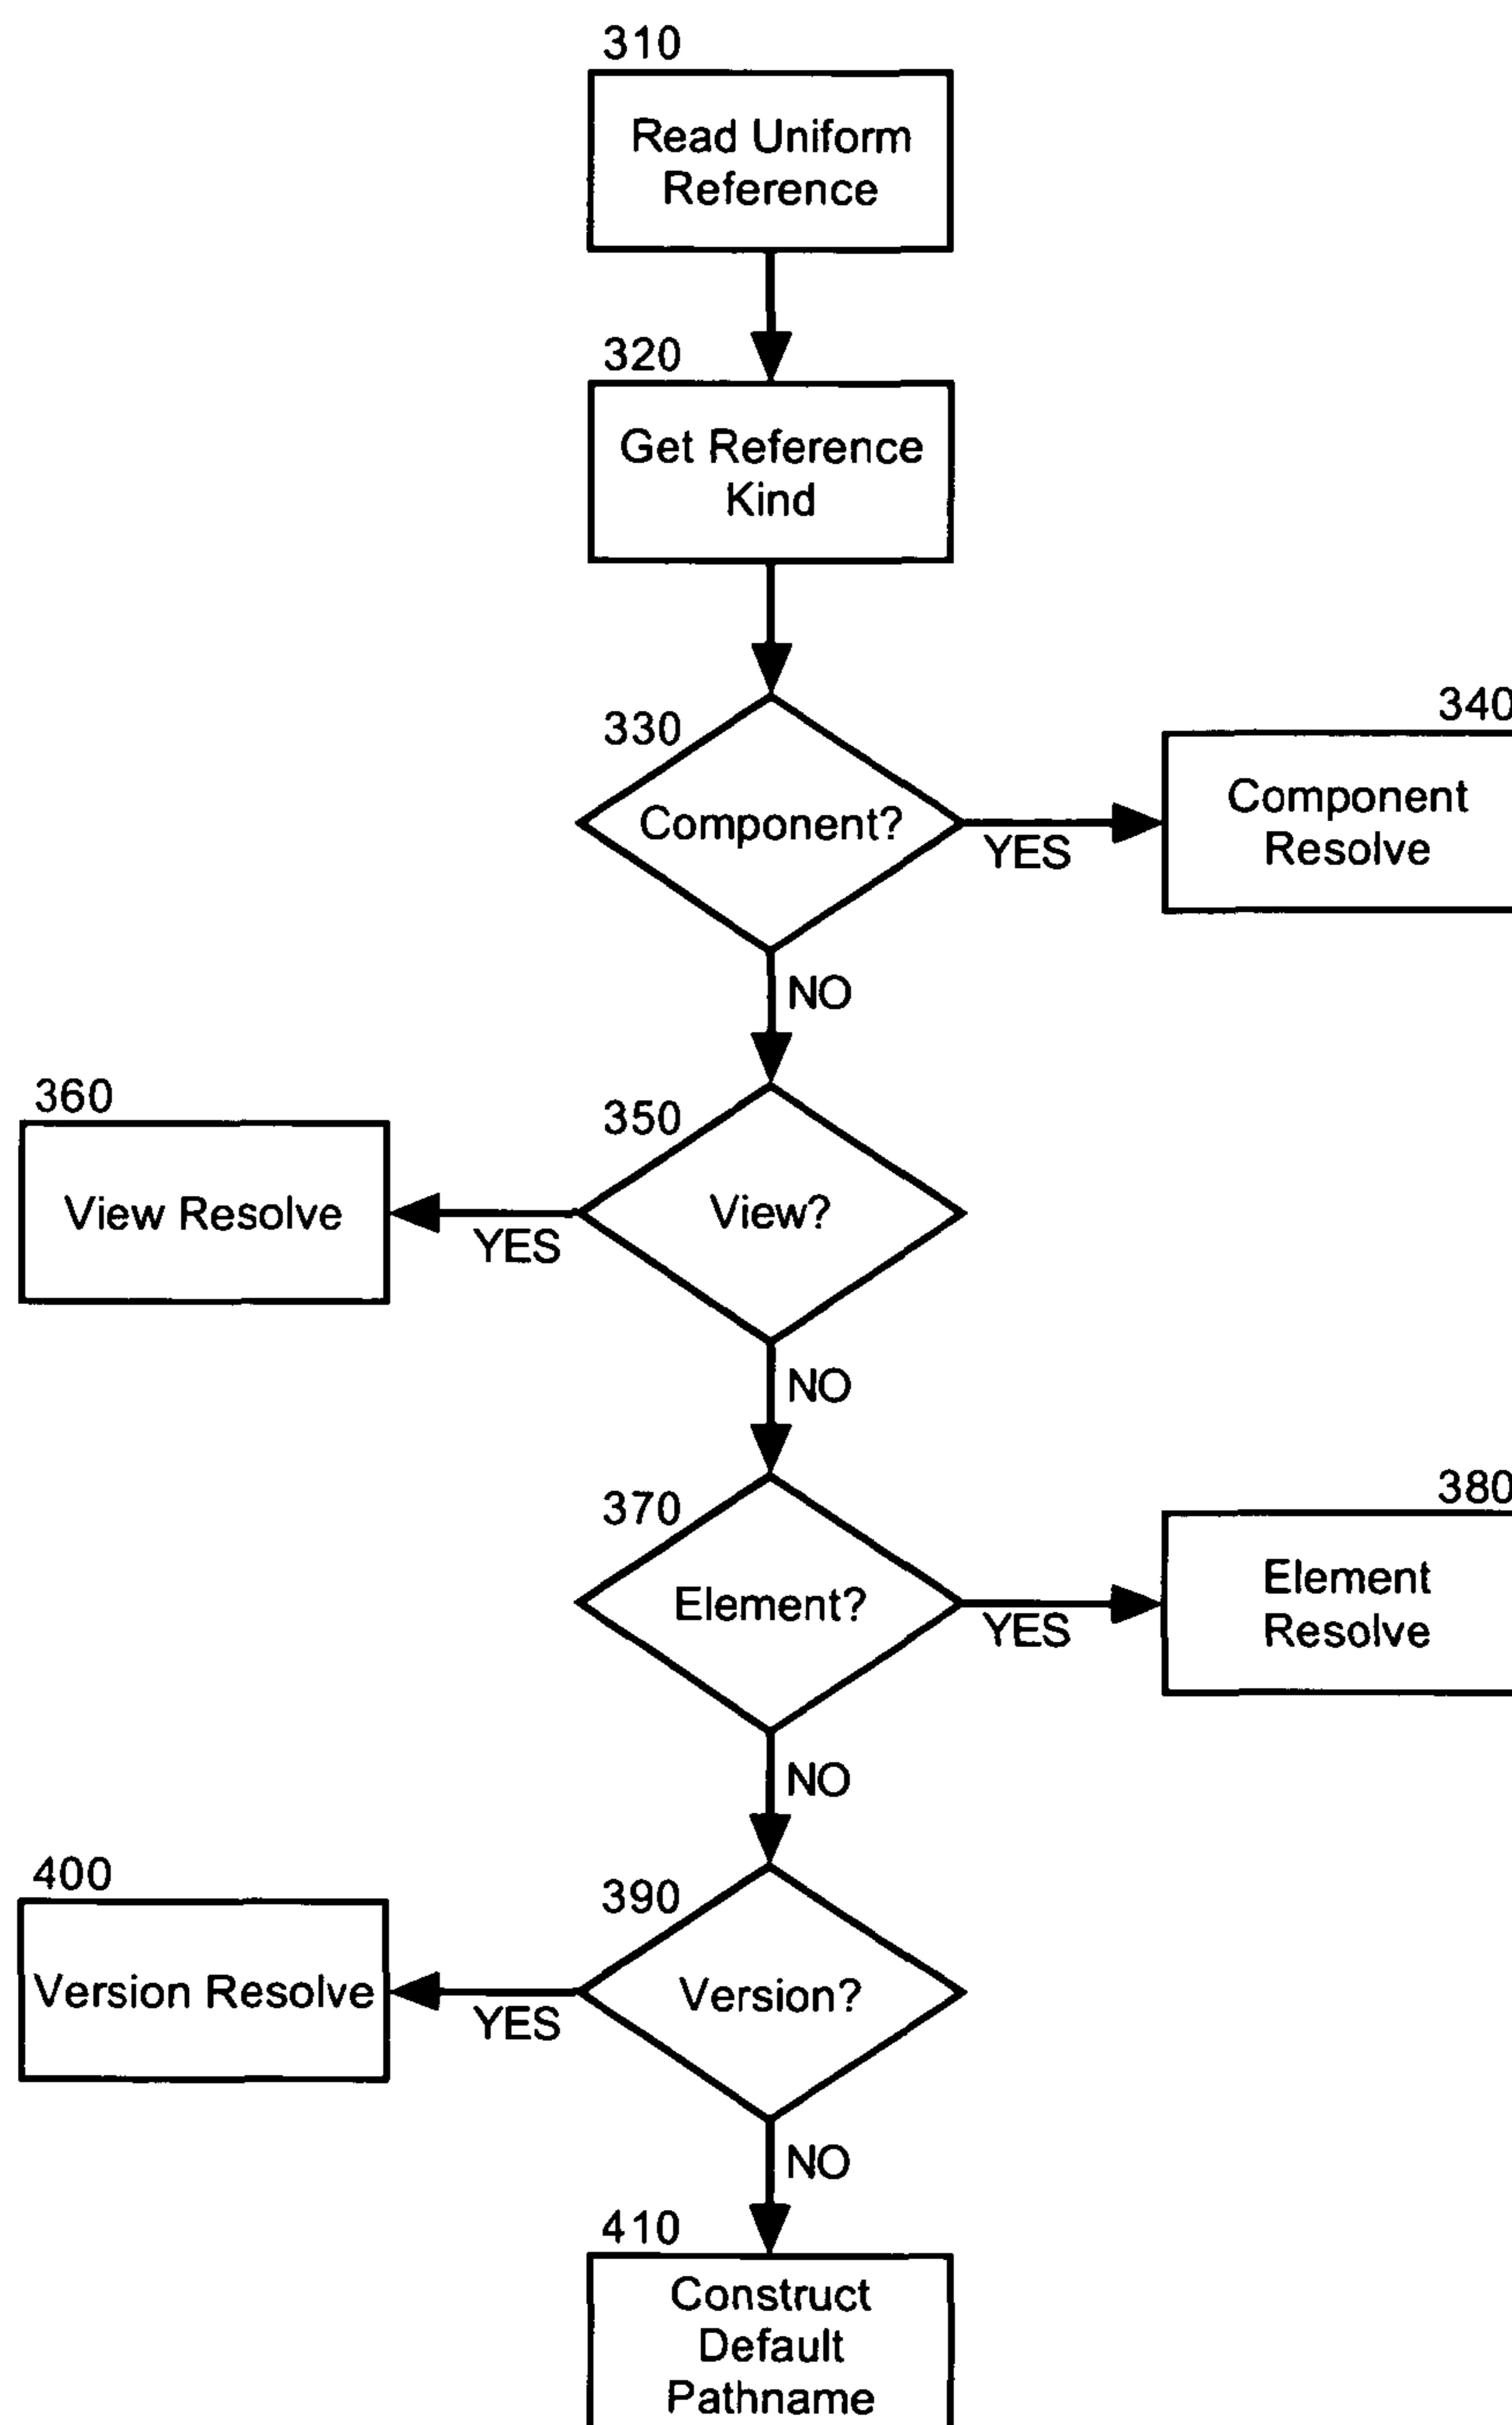 310
Read Uniform
Reference
320
Get Reference
Kind
330
Component?
YES
340
Component
Resolve
NO
350
View?
YES
360
View Resolve
NO
370
Element?
YES
380
Element
Resolve
NO
390
Version?
YES
400
Version Resolve
NO
410
Construct
Default
Pathname